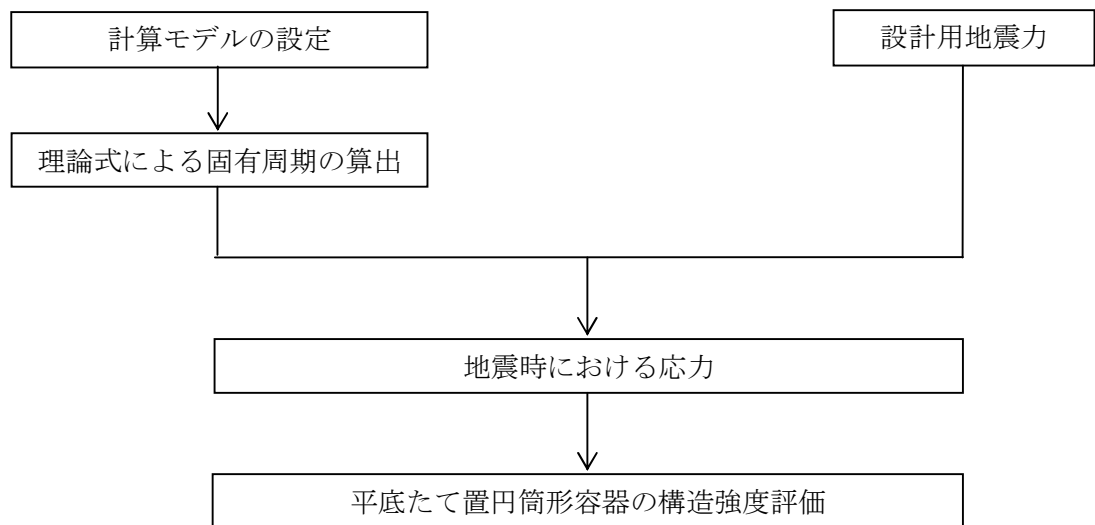 計算モデルの設定
設計用地震力
理論式による固有周期の算出
地震時における応力
平底たて置円筒形容器の構造強度評価